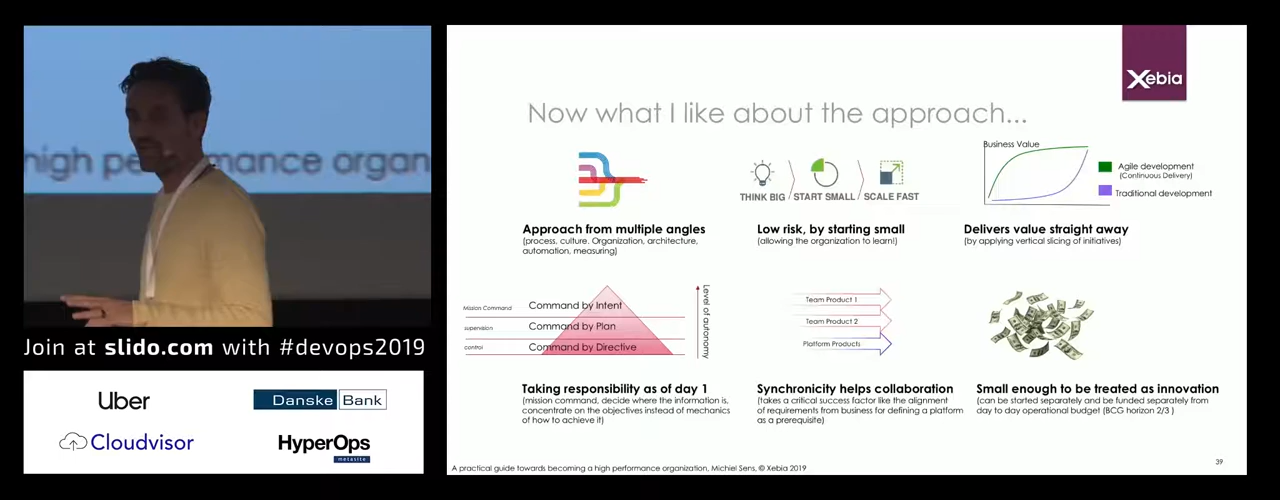 high pe mance organ
Join at slido.com with #devops2019
Uber
Danske Bank
Cloudvisor
HyperOps
metasite
Xebia
Now what I like about the approach...
THINK BIG
START SMALL
SCALE FAST
Business Value
Agile development
(Continuous Delivery)
Traditional development
Approach from multiple angles
(process, culture. Organization, architecture,
automation, measuring)
Low risk, by starting small
(allowing the organization to learn!)
Delivers value straight away
(by applying vertical slicing of initiatives)
Mission Command
Command by Intent
supervision
Command by Plan
control
Command by Directive
Level of autonomy
Team Product 1
Team Product 2
Platform Products
Taking responsibility as of day 1
(mission command, decide where the information is,
concentrate on the objectives instead of mechanics
of how to achieve it)
Synchronicity helps collaboration
(takes a critical success factor like the alignment
of requirements from business for defining a platform
as a prerequisite)
Small enough to be treated as innovation
(can be started separately and be funded separately from
day to day operational budget (BCG horizon 2/3 )
A practical guide towards becoming a high performance organization, Michiel Sens, © Xebia 2019
39